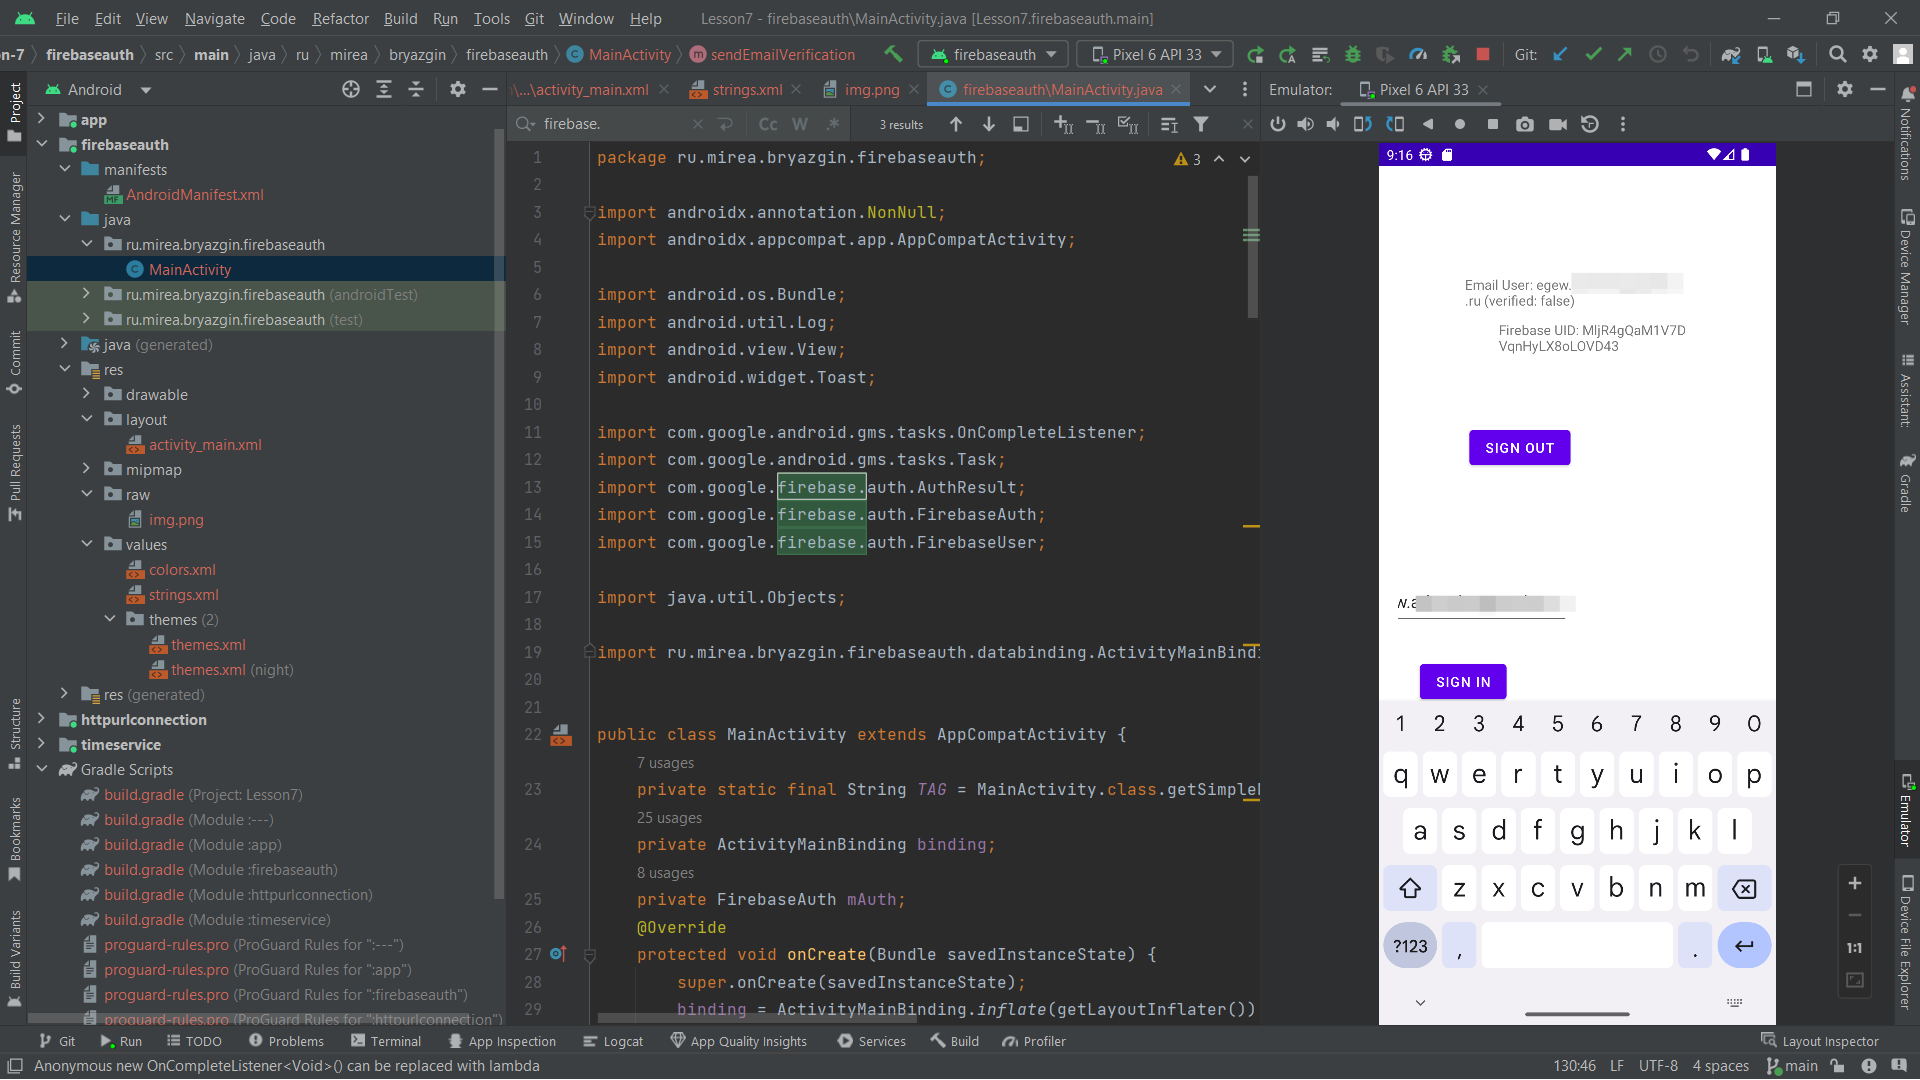 File Edit View Navigate Code Refactor Build Run Tools Git Window Help Lesson7 - firebaseauth\MainActivity.java [Lesson7.firebaseauth.main]
on-7 firebaseauth src main java ru mirea bryazgin firebaseauth MainActivity sendEmailVerification firebaseauth Pixel 6 API 33 Git:
Android
...\activity_main.xml strings.xml img.png firebaseauth\MainActivity.java
Emulator: Pixel 6 API 33
firebase. Cc W .* 3 results
Project
Resource Manager
Commit
Pull Requests
Structure
Bookmarks
Build Variants
app
firebaseauth
manifests
AndroidManifest.xml
java
ru.mirea.bryazgin.firebaseauth
MainActivity
ru.mirea.bryazgin.firebaseauth (androidTest)
ru.mirea.bryazgin.firebaseauth (test)
java (generated)
res
drawable
layout
activity_main.xml
mipmap
raw
img.png
values
colors.xml
strings.xml
themes (2)
themes.xml
themes.xml (night)
res (generated)
httpurlconnection
timeservice
Gradle Scripts
build.gradle (Project: Lesson7)
build.gradle (Module :---)
build.gradle (Module :app)
build.gradle (Module :firebaseauth)
build.gradle (Module :httpurlconnection)
build.gradle (Module :timeservice)
proguard-rules.pro (ProGuard Rules for ":---")
proguard-rules.pro (ProGuard Rules for ":app")
proguard-rules.pro (ProGuard Rules for ":firebaseauth")
proguard-rules.pro (ProGuard Rules for ":httpurlconnection")
1 package ru.mirea.bryazgin.firebaseauth; 3
2
3 import androidx.annotation.NonNull;
4 import androidx.appcompat.app.AppCompatActivity;
5
6 import android.os.Bundle;
7 import android.util.Log;
8 import android.view.View;
9 import android.widget.Toast;
10
11 import com.google.android.gms.tasks.OnCompleteListener;
12 import com.google.android.gms.tasks.Task;
13 import com.google.firebase.auth.AuthResult;
14 import com.google.firebase.auth.FirebaseAuth;
15 import com.google.firebase.auth.FirebaseUser;
16
17 import java.util.Objects;
18
19 import ru.mirea.bryazgin.firebaseauth.databinding.ActivityMainBindi
20
21
22 public class MainActivity extends AppCompatActivity {
7 usages
23 private static final String TAG = MainActivity.class.getSimpleN
25 usages
24 private ActivityMainBinding binding;
8 usages
25 private FirebaseAuth mAuth;
26 @Override
27 protected void onCreate(Bundle savedInstanceState) {
28 super.onCreate(savedInstanceState);
29 binding = ActivityMainBinding.inflate(getLayoutInflater())
9:16
Email User: egew.
.ru (verified: false)
Firebase UID: MljR4gQaM1V7D
VqnHyLX8oLOVD43
SIGN OUT
w.a
SIGN IN
1 2 3 4 5 6 7 8 9 0
q w e r t y u i o p
a s d f g h j k l
z x c v b n m
?123 , .
1:1
Notifications
Device Manager
Assistant:
Gradle
Emulator
Device File Explorer
Git Run TODO Problems Terminal App Inspection Logcat App Quality Insights Services Build Profiler Layout Inspector
Anonymous new OnCompleteListener<Void>() can be replaced with lambda 130:46 LF UTF-8 4 spaces main